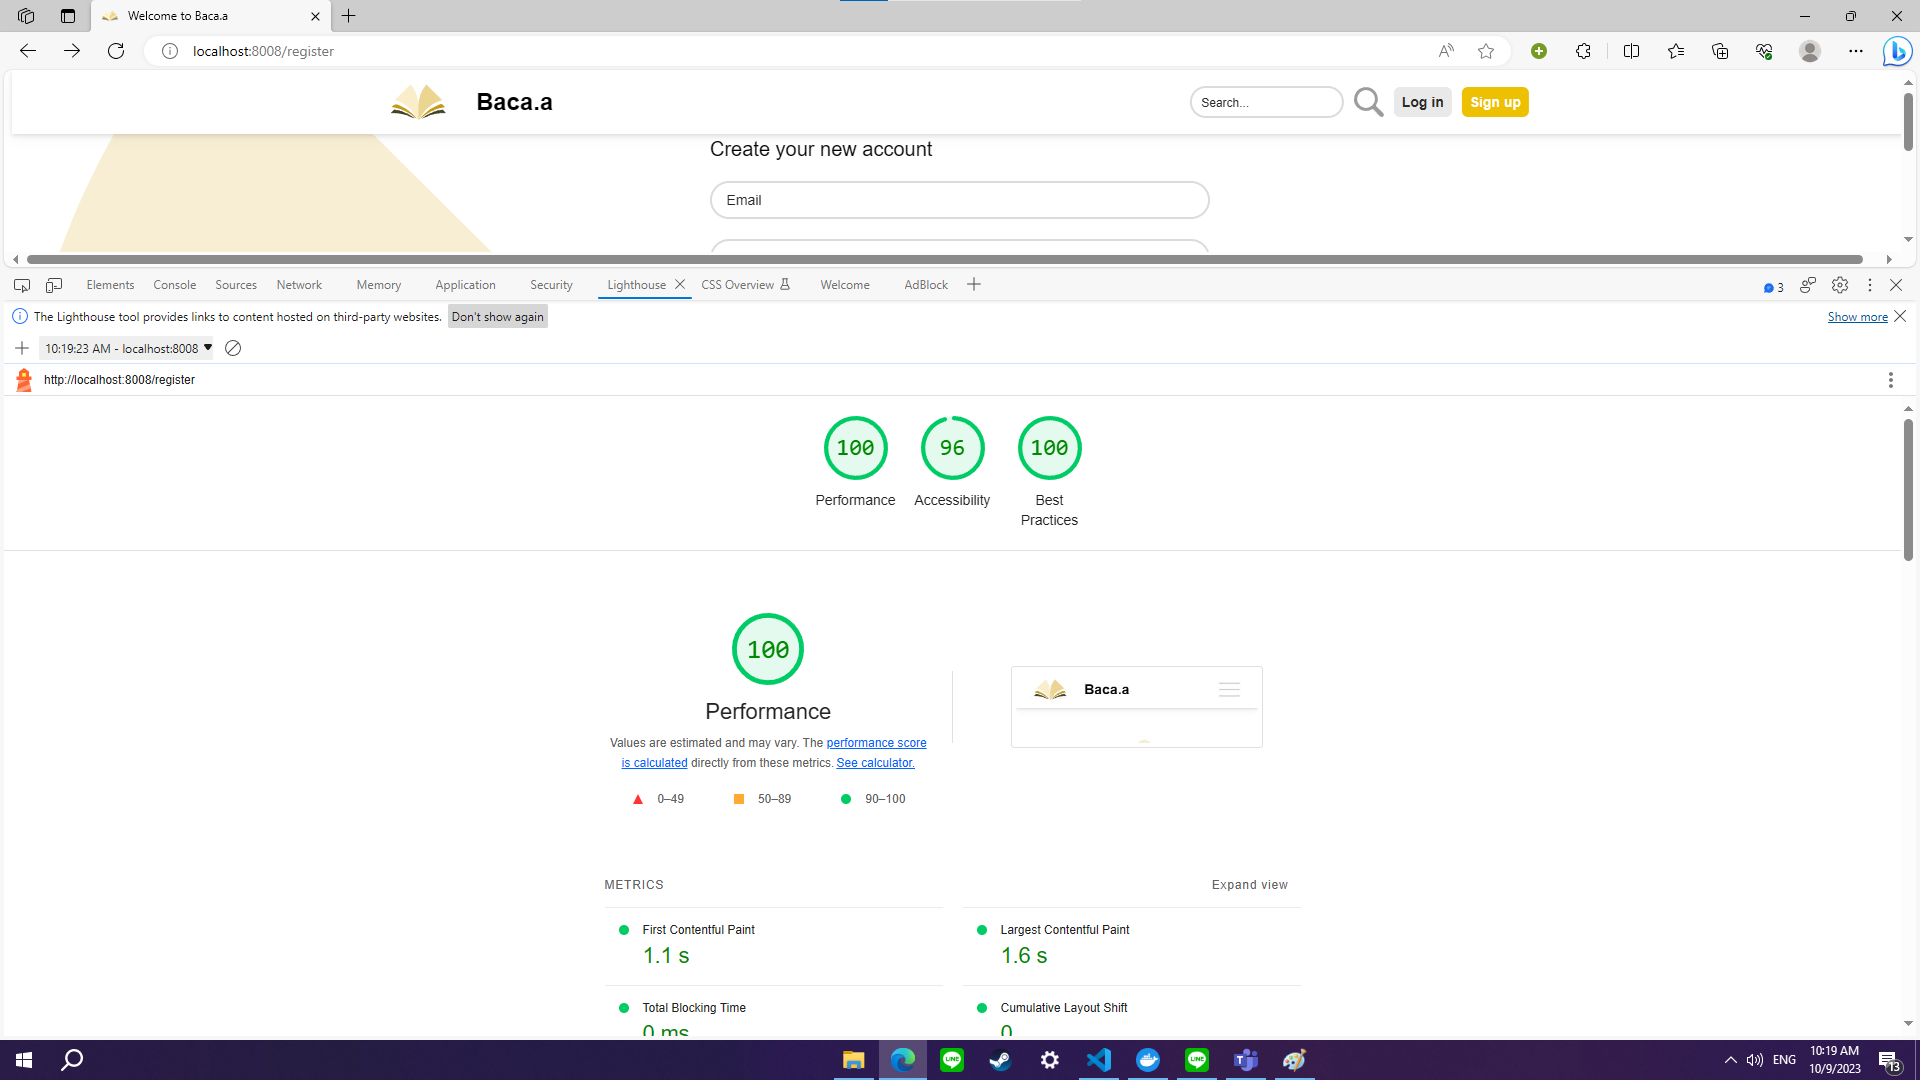 Welcome to Baca.a
localhost:8008/register
Baca.a
Search...
Log in
Sign up
Create your new account
Email
Elements
Console
Sources
Network
Memory
Application
Security
Lighthouse
CSS Overview
Welcome
AdBlock
3
The Lighthouse tool provides links to content hosted on third-party websites.
Don't show again
Show more
10:19:23 AM - localhost:8008
http://localhost:8008/register
100
96
100
Performance
Accessibility
Best
Practices
100
Performance
Values are estimated and may vary. The performance score
is calculated directly from these metrics. See calculator.
0–49
50–89
90–100
Baca.a
METRICS
Expand view
First Contentful Paint
1.1 s
Largest Contentful Paint
1.6 s
Total Blocking Time
0 ms
Cumulative Layout Shift
0
ENG
10:19 AM
10/9/2023
13